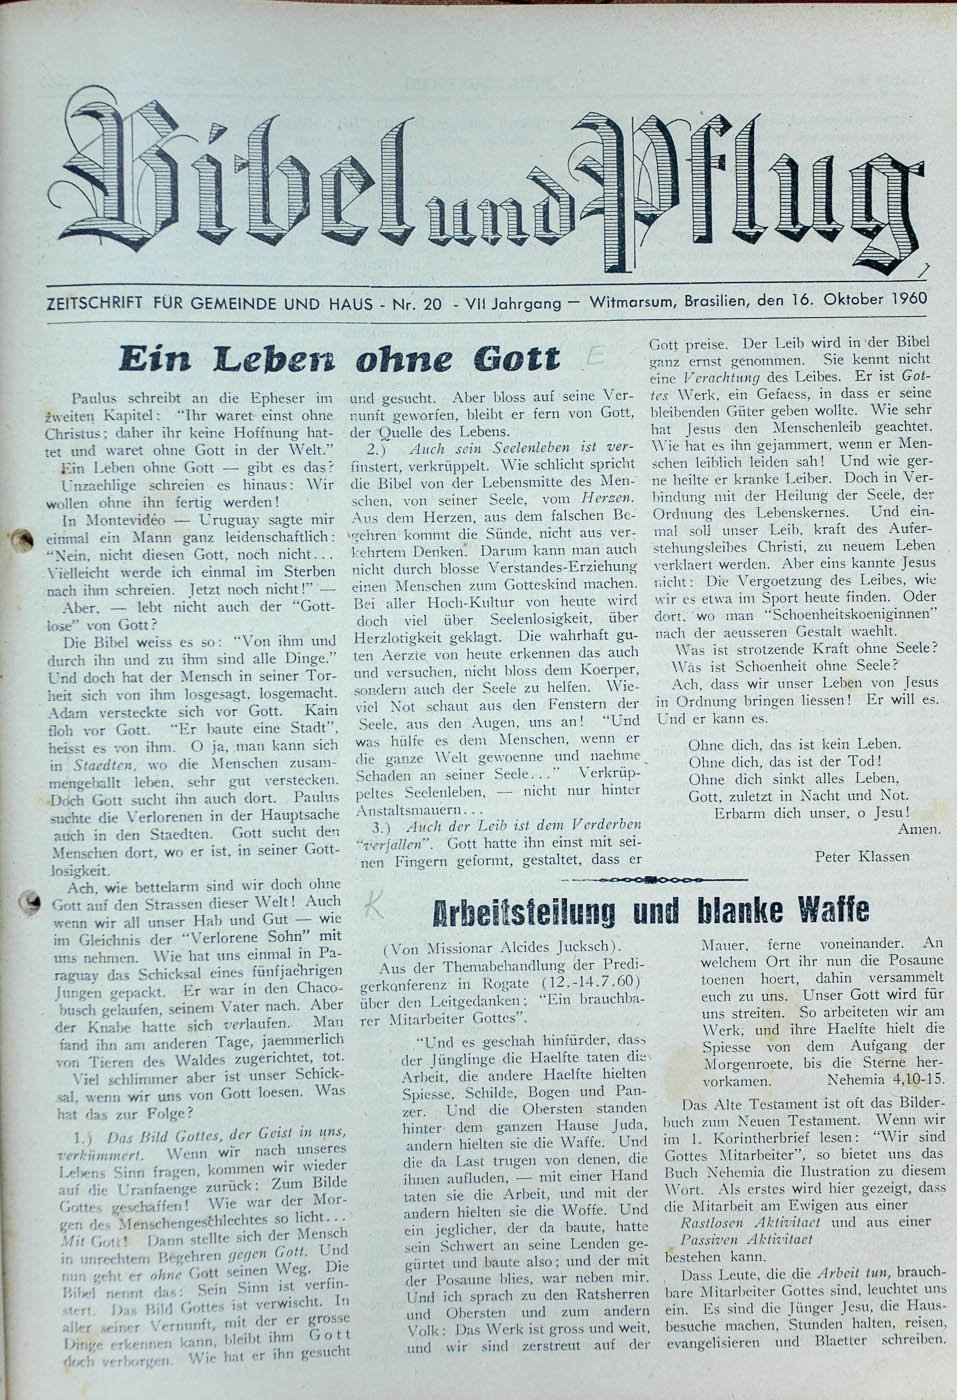 Bibel und Pflug
ZEITSCHRIFT FÜR GEMEINDE UND HAUS - Nr. 20 - VII Jahrgang — Witmarsum, Brasilien, den 16. Oktober 1960
Ein Leben ohne Gott
E
Paulus schreibt an die Epheser im
zweiten Kapitel: "Ihr waret einst ohne
Christus; daher ihr keine Hoffnung hat-
tet und waret ohne Gott in der Welt."
Ein Leben ohne Gott — gibt es das?
Unzaehlige schreien es hinaus: Wir
wollen ohne ihn fertig werden!
In Montevidéo — Uruguay sagte mir
einmal ein Mann ganz leidenschaftlich:
"Nein, nicht diesen Gott, noch nicht...
Vielleicht werde ich einmal im Sterben
nach ihm schreien. Jetzt noch nicht!" —
Aber, — lebt nicht auch der "Gott-
lose" von Gott?
Die Bibel weiss es so: "Von ihm und
durch ihn und zu ihm sind alle Dinge."
Und doch hat der Mensch in seiner Tor-
heit sich von ihm losgesagt, losgemacht.
Adam versteckte sich vor Gott. Kain
floh vor Gott. "Er baute eine Stadt",
heisst es von ihm. O ja, man kann sich
in Staedten, wo die Menschen zusam-
mengeballt leben, sehr gut verstecken.
Doch Gott sucht ihn auch dort. Paulus
suchte die Verlorenen in der Hauptsache
auch in den Staedten. Gott sucht den
Menschen dort, wo er ist, in seiner Gott-
losigkeit.
Ach, wie bettelarm sind wir doch ohne
Gott auf den Strassen dieser Welt! Auch
wenn wir all unser Hab und Gut — wie
im Gleichnis der "Verlorene Sohn" mit
uns nehmen. Wie hat uns einmal in Pa-
raguay das Schicksal eines fünfjaehrigen
Jungen gepackt. Er war in den Chaco-
busch gelaufen, seinem Vater nach. Aber
der Knabe hatte sich verlaufen. Man
fand ihn am anderen Tage, jaemmerlich
von Tieren des Waldes zugerichtet, tot.
Viel schlimmer aber ist unser Schick-
sal, wenn wir uns von Gott loesen. Was
hat das zur Folge?
1.) Das Bild Gottes, der Geist in uns,
verkümmert. Wenn wir nach unseres
Lebens Sinn fragen, kommen wir wieder
auf die Uranfaenge zurück: Zum Bilde
Gottes geschaffen! Wie war der Mor-
gen des Menschengeschlechtes so licht...
Mit Gott! Dann stellte sich der Mensch
in unrechtem Begehren gegen Gott. Und
nun geht er ohne Gott seinen Weg. Die
Bibel nennt das: Sein Sinn ist verfin-
stert. Das Bild Gottes ist verwischt. In
aller seiner Vernunft, mit der er grosse
Dinge erkennen kann, bleibt ihm Gott
doch verborgen. Wie hat er ihn gesucht
und gesucht. Aber bloss auf seine Ver-
nunft geworfen, bleibt er fern von Gott,
der Quelle des Lebens.
2.) Auch sein Seelenleben ist ver-
finstert, verkrüppelt. Wie schlicht spricht
die Bibel von der Lebensmitte des Men-
schen, von seiner Seele, vom Herzen.
Aus dem Herzen, aus dem falschen Be-
gehren kommt die Sünde, nicht aus ver-
kehrtem Denken. Darum kann man auch
nicht durch blosse Verstandes-Erziehung
einen Menschen zum Gotteskind machen.
Bei aller Hoch-Kultur von heute wird
doch viel über Seelenlosigkeit, über
Herzlotigkeit geklagt. Die wahrhaft gu-
ten Aerzte von heute erkennen das auch
und versuchen, nicht bloss dem Koerper,
sondern auch der Seele zu helfen. Wie-
viel Not schaut aus den Fenstern der
Seele, aus den Augen, uns an! "Und
was hülfe es dem Menschen, wenn er
die ganze Welt gewoenne und naehme
Schaden an seiner Seele..." Verkrüp-
peltes Seelenleben, — nicht nur hinter
Anstaltsmauern...
3.) Auch der Leib ist dem Verderben
"verfallen". Gott hatte ihn einst mit sei-
nen Fingern geformt, gestaltet, dass er
Gott preise. Der Leib wird in der Bibel
ganz ernst genommen. Sie kennt nicht
eine Verachtung des Leibes. Er ist Got-
tes Werk, ein Gefaess, in dass er seine
bleibenden Güter geben wollte. Wie sehr
hat Jesus den Menschenleib geachtet.
Wie hat es ihn gejammert, wenn er Men-
schen leiblich leiden sah! Und wie ger-
ne heilte er kranke Leiber. Doch in Ver-
bindung mit der Heilung der Seele, der
Ordnung des Lebenskernes. Und ein-
mal soll unser Leib, kraft des Aufer-
stehungsleibes Christi, zu neuem Leben
verklaert werden. Aber eins kannte Jesus
nicht: Die Vergoetzung des Leibes, wie
wir es etwa im Sport heute finden. Oder
dort, wo man "Schoenheitskoeniginnen"
nach der aeusseren Gestalt waehlt.
Was ist strotzende Kraft ohne Seele?
Was ist Schoenheit ohne Seele?
Ach, dass wir unser Leben von Jesus
in Ordnung bringen liessen! Er will es.
Und er kann es.
Ohne dich, das ist kein Leben.
Ohne dich, das ist der Tod!
Ohne dich sinkt alles Leben,
Gott, zuletzt in Nacht und Not.
Erbarm dich unser, o Jesu!
Amen.
Peter Klassen
K
Arbeitsteilung und blanke Waffe
(Von Missionar Alcides Jucksch).
Aus der Themabehandlung der Predi-
gerkonferenz in Rogate (12.-14.7.60)
über den Leitgedanken: "Ein brauchba-
rer Mitarbeiter Gottes".
"Und es geschah hinfürder, dass
der Jünglinge die Haelfte taten die
Arbeit, die andere Haelfte hielten
Spiesse, Schilde, Bogen und Pan-
zer. Und die Obersten standen
hinter dem ganzen Hause Juda,
andern hielten sie die Waffe. Und
die da Last trugen von denen, die
ihnen aufluden, — mit einer Hand
taten sie die Arbeit, und mit der
andern hielten sie die Woffe. Und
ein jeglicher, der da baute, hatte
sein Schwert an seine Lenden ge-
gürtet und baute also; und der mit
der Posaune blies, war neben mir.
Und ich sprach zu den Ratsherren
und Obersten und zum andern
Volk: Das Werk ist gross und weit,
und wir sind zerstreut auf der
Mauer, ferne voneinander. An
welchem Ort ihr nun die Posaune
toenen hoert, dahin versammelt
euch zu uns. Unser Gott wird für
uns streiten. So arbeiteten wir am
Werk, und ihre Haelfte hielt die
Spiesse von dem Aufgang der
Morgenroete, bis die Sterne her-
vorkamen. Nehemia 4,10-15.
Das Alte Testament ist oft das Bilder-
buch zum Neuen Testament. Wenn wir
im 1. Korintherbrief lesen: "Wir sind
Gottes Mitarbeiter", so bietet uns das
Buch Nehemia die Ilustration zu diesem
Wort. Als erstes wird hier gezeigt, dass
die Mitarbeit am Ewigen aus einer
Rastlosen Aktivitaet und aus einer
Passiven Aktivitaet
bestehen kann.
Dass Leute, die die Arbeit tun, brauch-
bare Mitarbeiter Gottes sind, leuchtet uns
ein. Es sind die Jünger Jesu, die Haus-
besuche machen, Stunden halten, reisen,
evangelisieren und Blaetter schreiben.